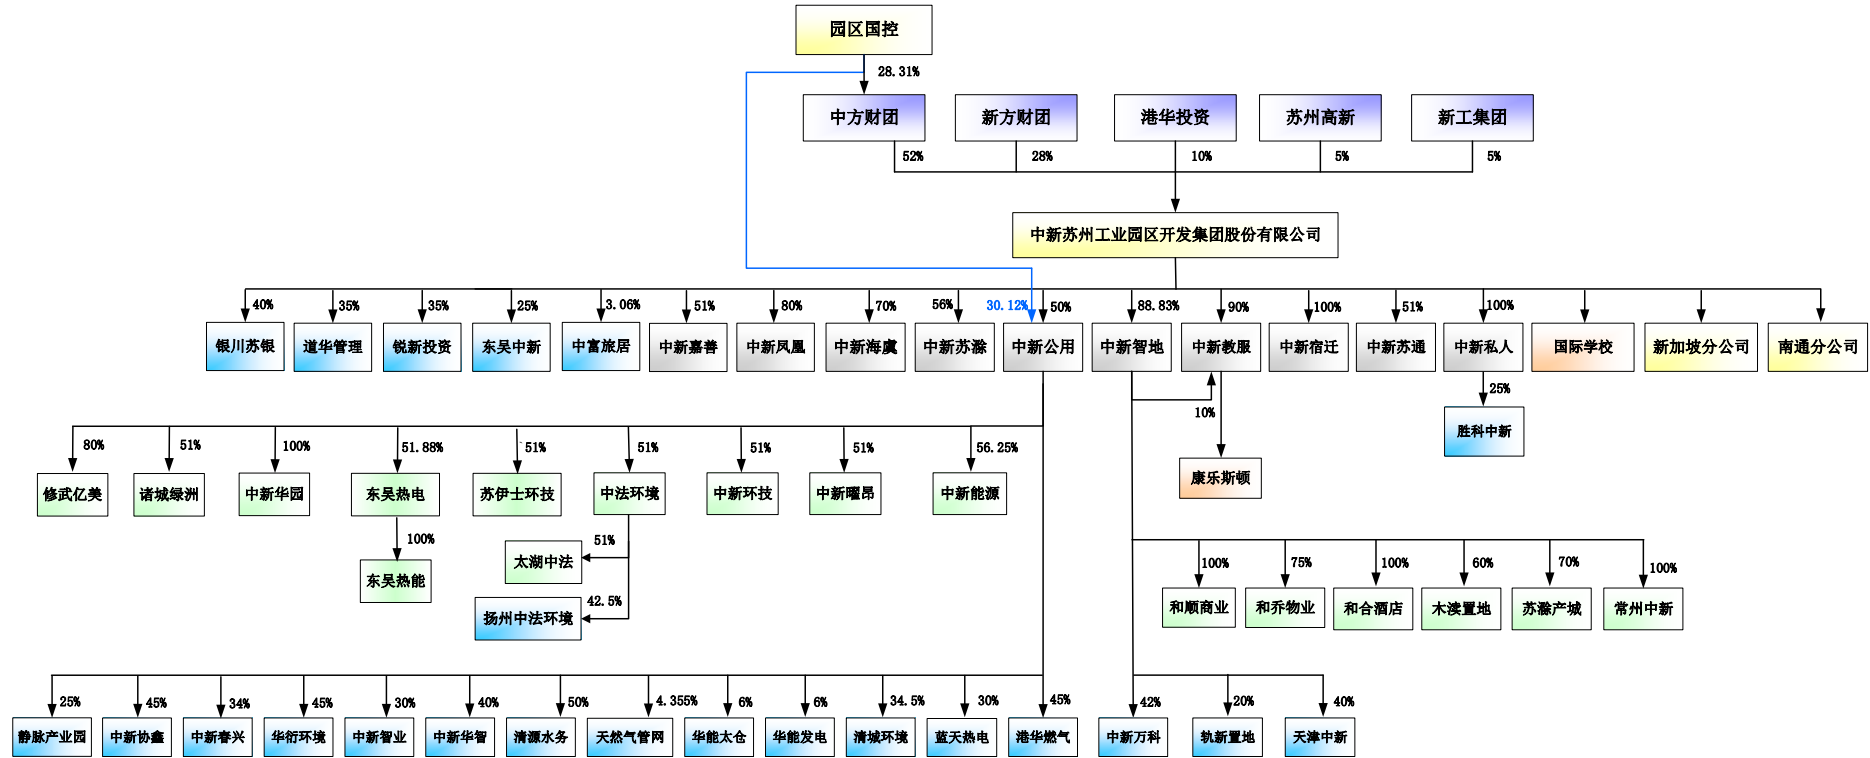 园区国控
28.31%
中方财团 新方财团 港华投资 苏州高新 新工集团
52% 28% 10% 5% 5%
中新苏州工业园区开发集团股份有限公司
40% 35% 35% 25% 3.06% 51% 80% 70% 56% 30.12% 50% 88.83% 90% 100% 51% 100%
银川苏银 道华管理 锐新投资 东吴中新 中富旅居 中新嘉善 中新凤凰 中新海虞 中新苏滁 中新公用 中新智地 中新教服 中新宿迁 中新苏通 中新私人 国际学校 新加坡分公司 南通分公司
25%
10%
胜科中新
80% 51% 100% 51.88% 51% 51% 51% 51% 56.25%
康乐斯顿
修武亿美 诸城绿洲 中新华园 东吴热电 苏伊士环技 中法环境 中新环技 中新曜昂 中新能源
100% 51%
太湖中法
100% 75% 100% 60% 70% 100%
东吴热能
42.5%
和顺商业 和乔物业 和合酒店 木渎置地 苏滁产城 常州中新
扬州中法环境
25% 45% 34% 45% 30% 40% 50% 4.355% 6% 6% 34.5% 30% 45% 42% 20% 40%
静脉产业园 中新协鑫 中新春兴 华衍环境 中新智业 中新华智 清源水务 天然气管网 华能太仓 华能发电 清城环境 蓝天热电 港华燃气 中新万科 轨新置地 天津中新